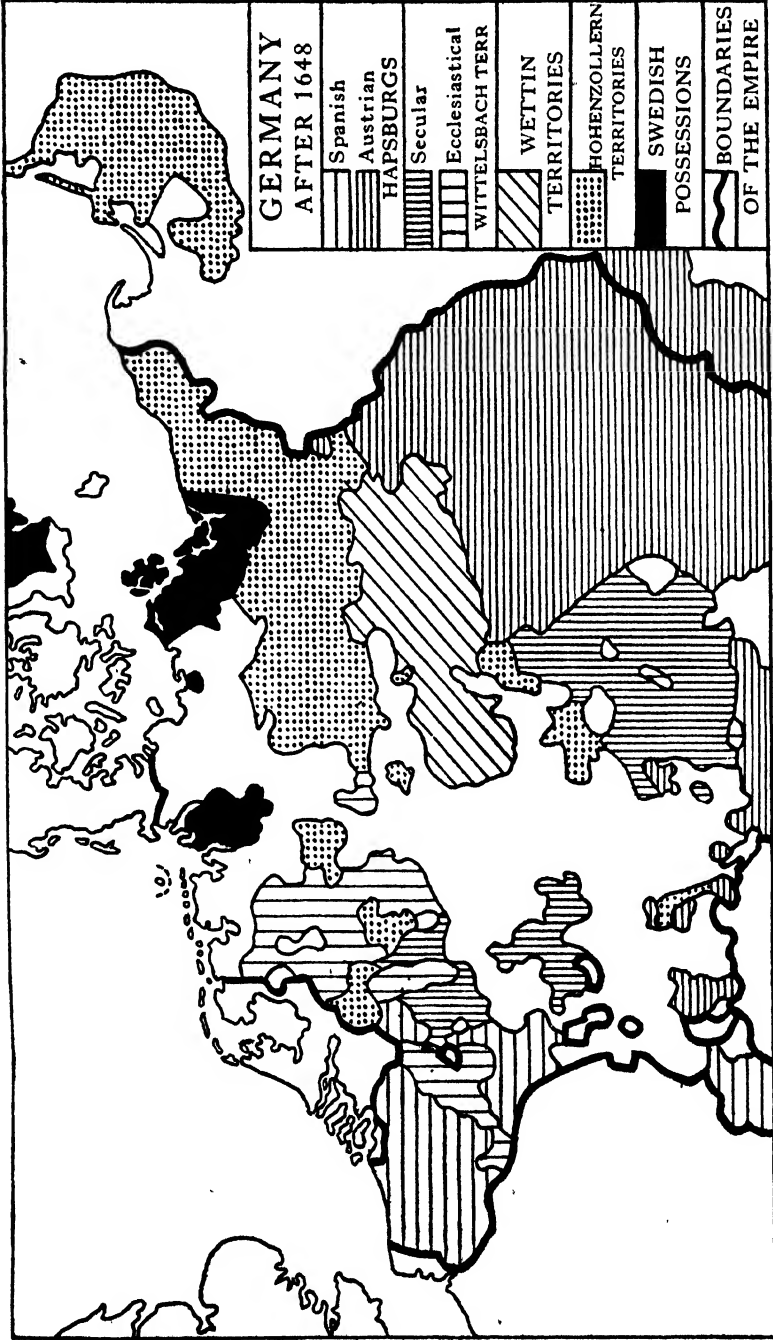 GERMANY
AFTER 1648
Spanish
Austrian
HAPSBURGS
Secular
Ecclesiastical
WITTELSBACH TERR
WETTIN
TERRITORIES
HOHENZOLLERN
TERRITORIES
SWEDISH
POSSESSIONS
BOUNDARIES
OF THE EMPIRE